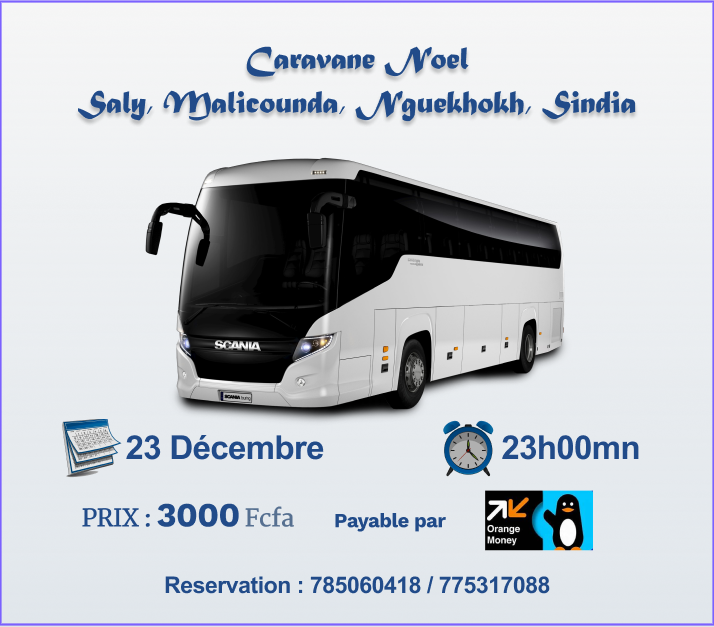 Caravane Noel
Saly, Malicounda, Nguekhokh, Sindia
SCANIA
SCANIA
23 Décembre
23h00mn
PRIX : 3000 Fcfa
Payable par
Orange
Money
Reservation : 785060418 / 775317088